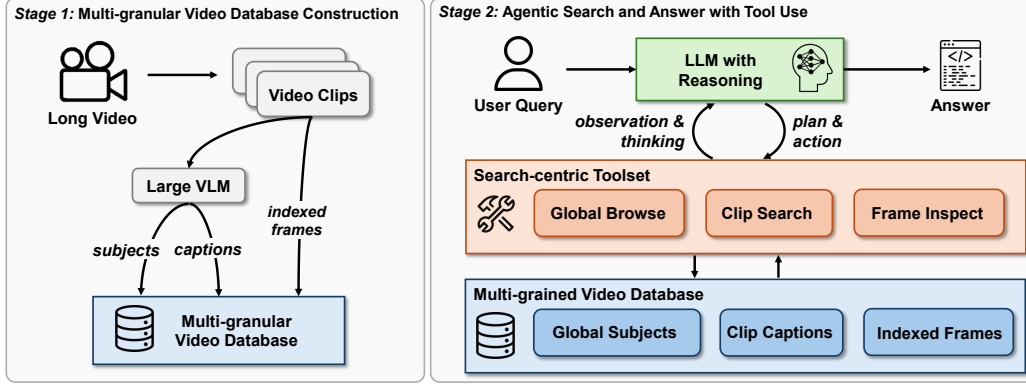 Stage 1: Multi-granular Video Database Construction
Long Video
Video Clips
Large VLM
subjects
captions
indexed
frames
Multi-granular
Video Database
Stage 2: Agentic Search and Answer with Tool Use
User Query
LLM with
Reasoning
</>
Answer
observation &
thinking
plan &
action
Search-centric Toolset
Global Browse
Clip Search
Frame Inspect
Multi-grained Video Database
Global Subjects
Clip Captions
Indexed Frames